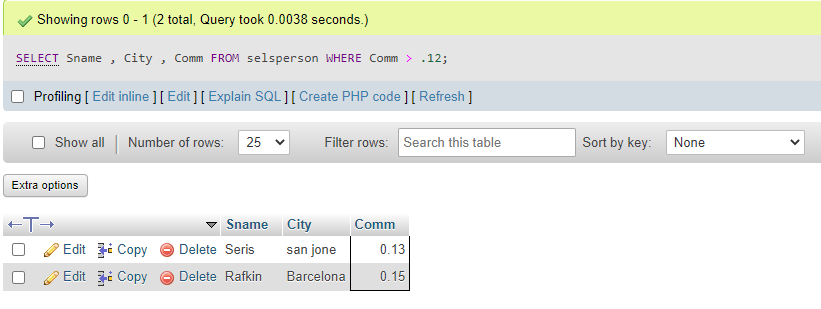 Showing rows 0 - 1 (2 total, Query took 0.0038 seconds.)
SELECT Sname , City , Comm FROM selsperson WHERE Comm > .12;
Profiling [ Edit inline ] [ Edit ] [ Explain SQL ] [ Create PHP code ] [ Refresh ]
Show all Number of rows: 25 Filter rows: Search this table Sort by key: None
Extra options
←T→ Sname City Comm
Edit Copy Delete Seris san jone 0.13
Edit Copy Delete Rafkin Barcelona 0.15